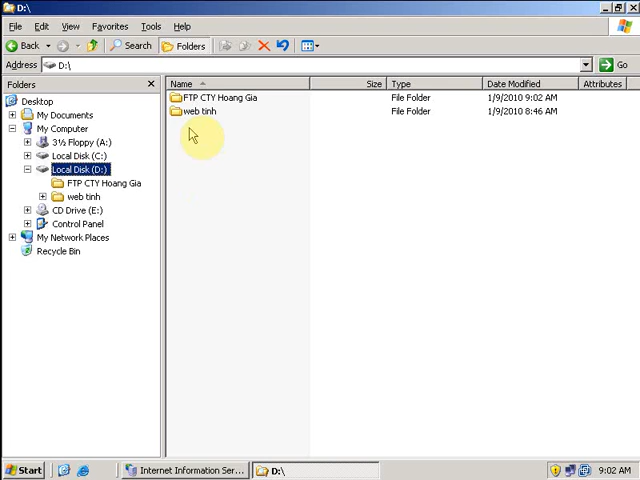 D:\
File Edit View Favorites Tools Help
Back Search Folders
Address D:\ Go
Folders
Name Size Type Date Modified Attributes
Desktop
My Documents
My Computer
3½ Floppy (A:)
Local Disk (C:)
Local Disk (D:)
FTP CTY Hoang Gia
web tinh
CD Drive (E:)
Control Panel
My Network Places
Recycle Bin
FTP CTY Hoang Gia File Folder 1/9/2010 9:02 AM
web tinh File Folder 1/9/2010 8:46 AM
Start Internet Information Ser... D:\ 9:02 AM